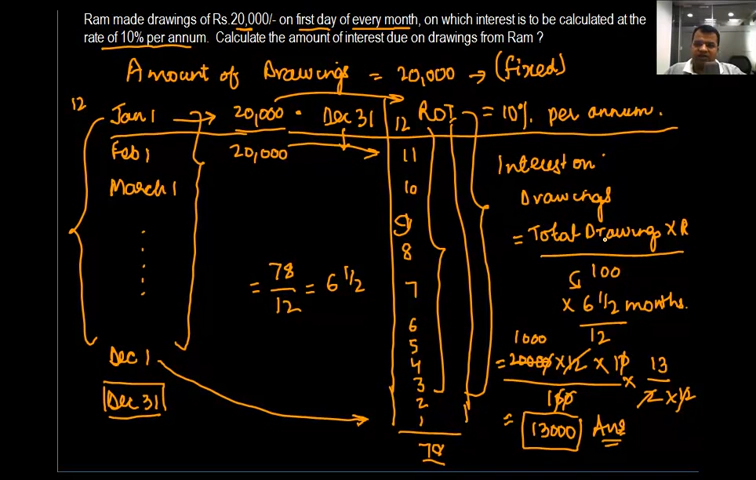 Ram made drawings of Rs.20,000/- on first day of every month, on which interest is to be calculated at the
rate of 10% per annum. Calculate the amount of interest due on drawings from Ram ?
Amount of Drawings = 20,000 → (fixed)
12
Jan 1 → 20,000 · Dec 31 12 ROI = 10% per annum.
Feb 1 20,000 → 11
March 1 10
9
8
7
6
5
4
3
2
1
78
= 78/12 = 6 1/2
Dec 1
Dec 31
Interest on
Drawings
= Total Drawings × R
100
× 6 1/2 months
12
1000
= 20000 × 12 × 10 × 13
100 2 × 12
= 13000 Ans